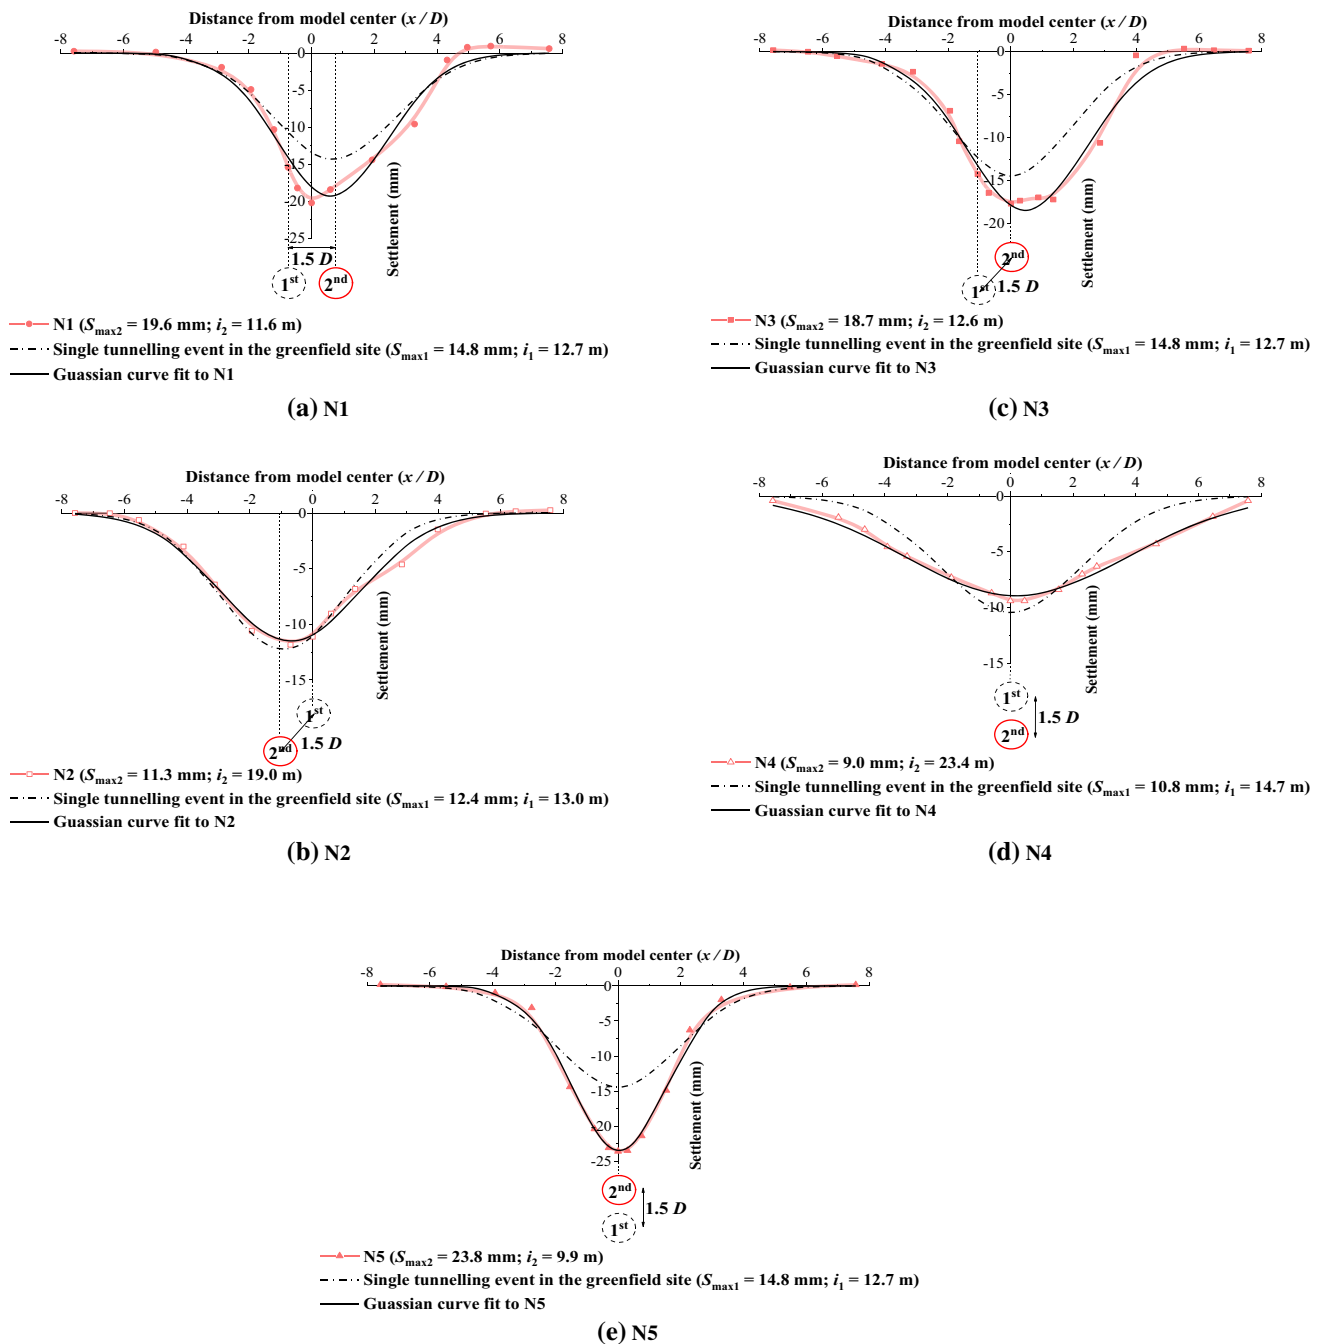 Distance from model center (x / D)
-8 -6 -4 -2 0 2 4 6 8
0
-5
-10
-15
-20
-25
Settlement (mm)
1.5 D
1st 2nd
N1 (Smax2 = 19.6 mm; i2 = 11.6 m)
Single tunnelling event in the greenfield site (Smax1 = 14.8 mm; i1 = 12.7 m)
Guassian curve fit to N1
(a) N1
Distance from model center (x / D)
-8 -6 -4 -2 0 2 4 6 8
0
-5
-10
-15
-20
Settlement (mm)
2nd
1st 1.5 D
N3 (Smax2 = 18.7 mm; i2 = 12.6 m)
Single tunnelling event in the greenfield site (Smax1 = 14.8 mm; i1 = 12.7 m)
Guassian curve fit to N3
(c) N3
Distance from model center (x / D)
-8 -6 -4 -2 0 2 4 6 8
0
-5
-10
-15
Settlement (mm)
1st
2nd 1.5 D
N2 (Smax2 = 11.3 mm; i2 = 19.0 m)
Single tunnelling event in the greenfield site (Smax1 = 12.4 mm; i1 = 13.0 m)
Guassian curve fit to N2
(b) N2
Distance from model center (x / D)
-8 -6 -4 -2 0 2 4 6 8
0
-5
-10
-15
Settlement (mm)
1st
1.5 D
2nd
N4 (Smax2 = 9.0 mm; i2 = 23.4 m)
Single tunnelling event in the greenfield site (Smax1 = 10.8 mm; i1 = 14.7 m)
Guassian curve fit to N4
(d) N4
Distance from model center (x / D)
-8 -6 -4 -2 0 2 4 6 8
0
-5
-10
-15
-20
-25
Settlement (mm)
2nd
1.5 D
1st
N5 (Smax2 = 23.8 mm; i2 = 9.9 m)
Single tunnelling event in the greenfield site (Smax1 = 14.8 mm; i1 = 12.7 m)
Guassian curve fit to N5
(e) N5